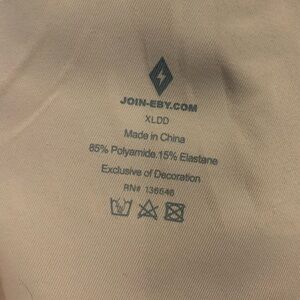 JOIN-EBY.COM
XLDD
Made in China
85% Polyamide 15% Elastane
Exclusive of Decoration
RN# 136646